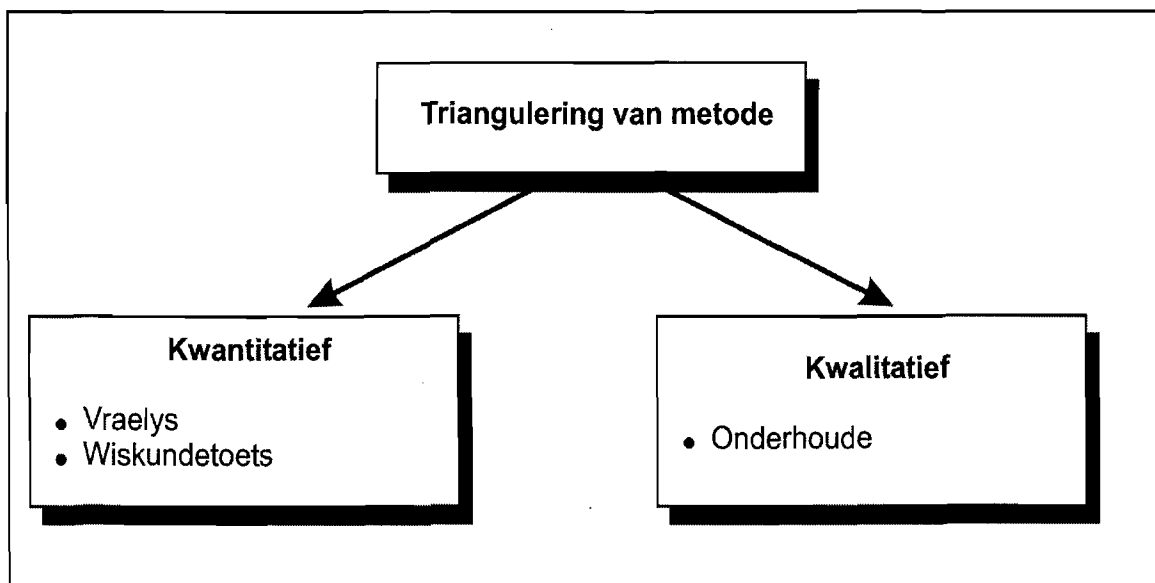 Triangulering van metode
Kwantitatief
• Vraelys
• Wiskundetoets
Kwalitatief
• Onderhoude